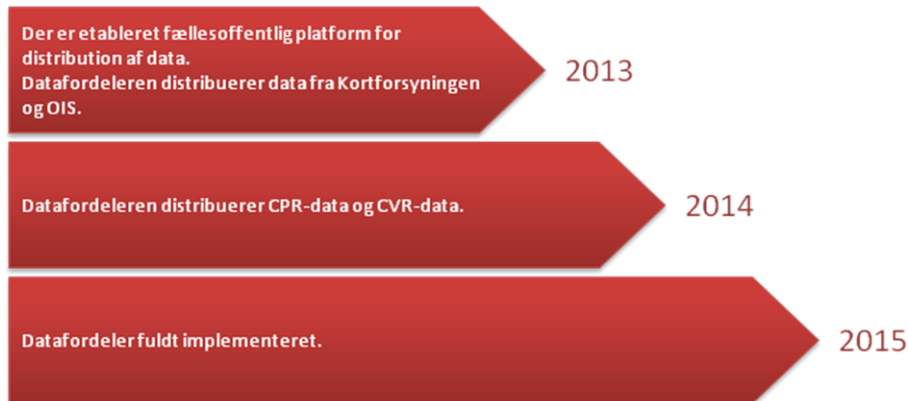 Der er etableret fællesoffentlig platform for
distribution af data.
Datafordeleren distribuerer data fra Kortforsyningen
og OIS.
2013
Datafordeleren distribuerer CPR-data og CVR-data.
2014
Datafordeler fuldt implementeret.
2015